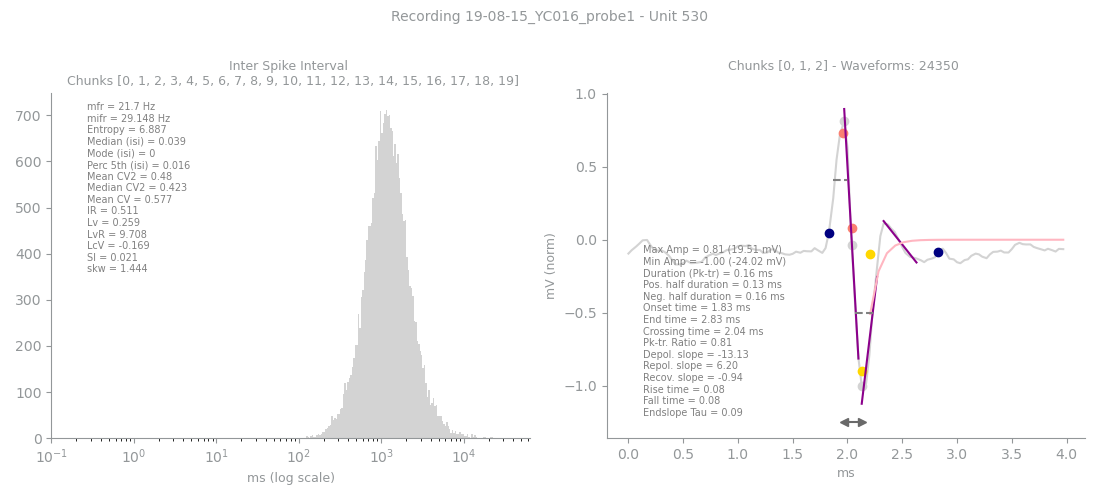 Recording 19-08-15_YC016_probe1 - Unit 530
Inter Spike Interval
Chunks [0, 1, 2, 3, 4, 5, 6, 7, 8, 9, 10, 11, 12, 13, 14, 15, 16, 17, 18, 19]
700
600
500
400
300
200
100
0
mfr = 21.7 Hz
mifr = 29.148 Hz
Entropy = 6.887
Median (isi) = 0.039
Mode (isi) = 0
Perc 5th (isi) = 0.016
Mean CV2 = 0.48
Median CV2 = 0.423
Mean CV = 0.577
IR = 0.511
Lv = 0.259
LvR = 9.708
LcV = -0.169
SI = 0.021
skw = 1.444
10⁻¹ 10⁰ 10¹ 10² 10³ 10⁴
ms (log scale)
Chunks [0, 1, 2] - Waveforms: 24350
mV (norm)
1.0
0.5
0.0
−0.5
−1.0
Max Amp = 0.81 (19.51 mV)
Min Amp = -1.00 (-24.02 mV)
Duration (Pk-tr) = 0.16 ms
Pos. half duration = 0.13 ms
Neg. half duration = 0.16 ms
Onset time = 1.83 ms
End time = 2.83 ms
Crossing time = 2.04 ms
Pk-tr. Ratio = 0.81
Depol. slope = -13.13
Repol. slope = 6.20
Recov. slope = -0.94
Rise time = 0.08
Fall time = 0.08
Endslope Tau = 0.09
0.0 0.5 1.0 1.5 2.0 2.5 3.0 3.5 4.0
ms